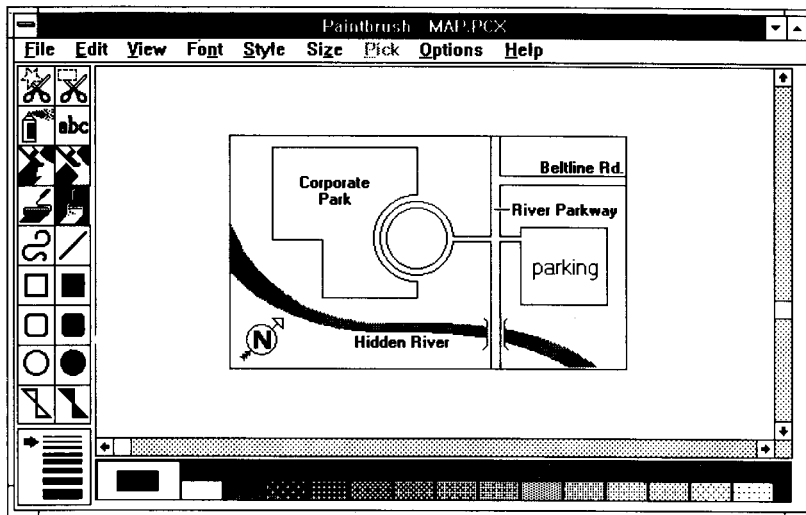 Paintbrush - MAP.PCX
File Edit View Font Style Size Pick Options Help
abc
Beltline Rd.
Corporate
Park
River Parkway
parking
N
Hidden River